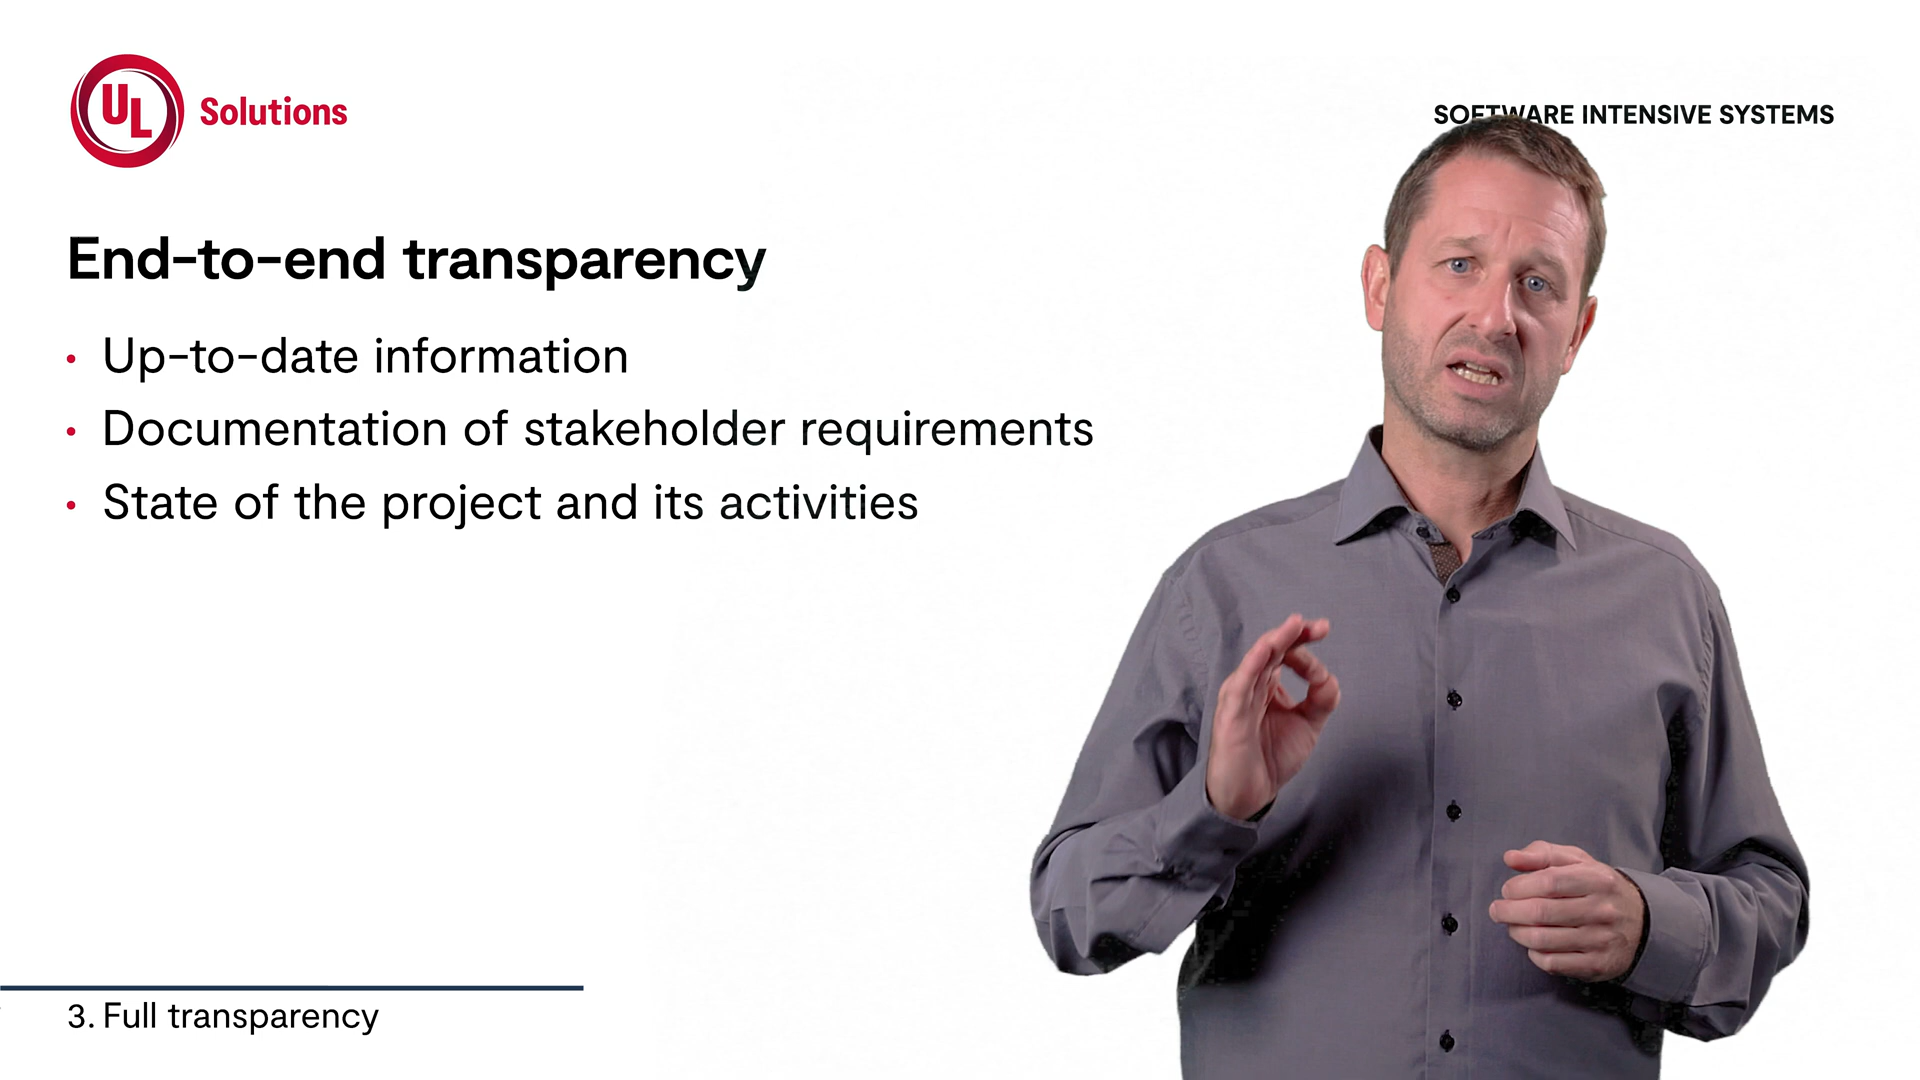 UL Solutions
SOFTWARE INTENSIVE SYSTEMS
End-to-end transparency
• Up-to-date information
• Documentation of stakeholder requirements
• State of the project and its activities
3. Full transparency